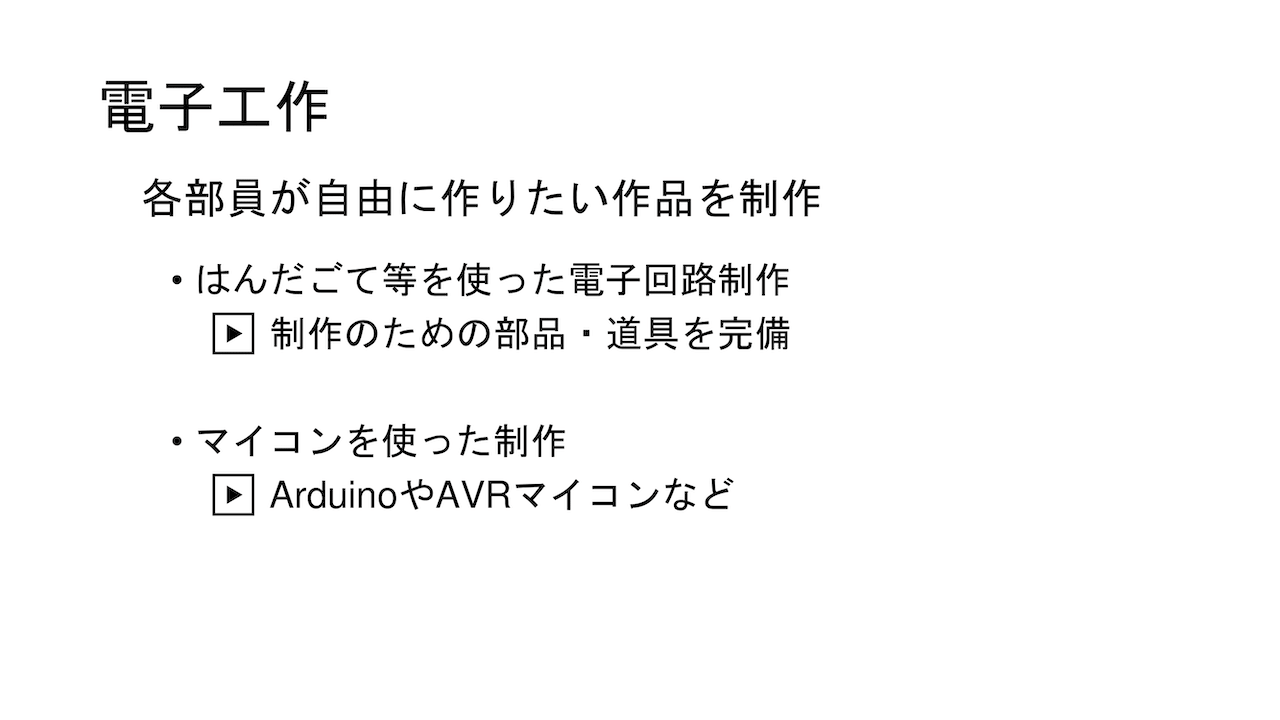 電子工作
各部員が自由に作りたい作品を制作
・はんだごて等を使った電子回路制作
▶ 制作のための部品・道具を完備
・マイコンを使った制作
▶ ArduinoやAVRマイコンなど